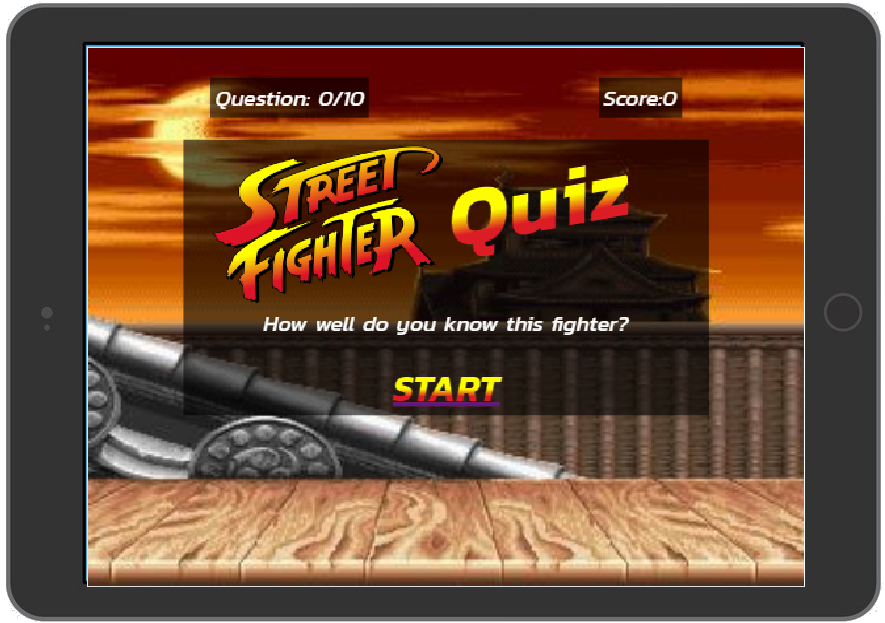 Question: 0/10
Score:0
STREET
FIGHTER
Quiz
How well do you know this fighter?
START